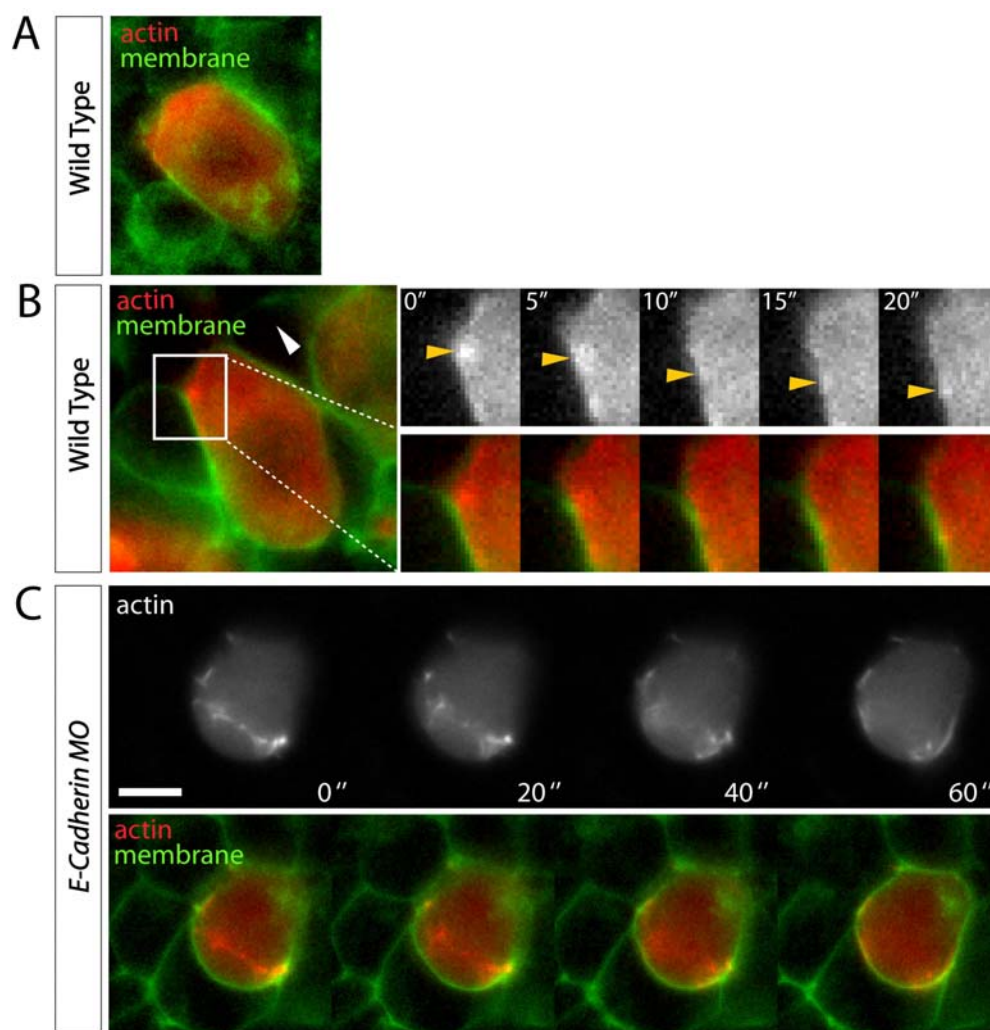 A
Wild Type
actin
membrane
B
Wild Type
actin
membrane
0″
5″
10″
15″
20″
C
E-Cadherin MO
actin
0″
20″
40″
60″
actin
membrane